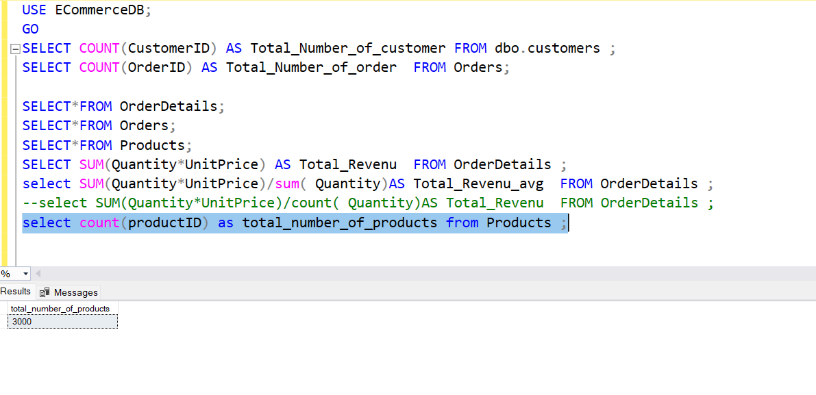 USE ECommerceDB;
GO
SELECT COUNT(CustomerID) AS Total_Number_of_customer FROM dbo.customers ;
SELECT COUNT(OrderID) AS Total_Number_of_order  FROM Orders;
SELECT*FROM OrderDetails;
SELECT*FROM Orders;
SELECT*FROM Products;
SELECT SUM(Quantity*UnitPrice) AS Total_Revenu  FROM OrderDetails ;
select SUM(Quantity*UnitPrice)/sum( Quantity)AS Total_Revenu_avg  FROM OrderDetails ;
--select SUM(Quantity*UnitPrice)/count( Quantity)AS Total_Revenu  FROM OrderDetails ;
select count(productID) as total_number_of_products from Products ;
%
Results Messages
total_number_of_products
3000